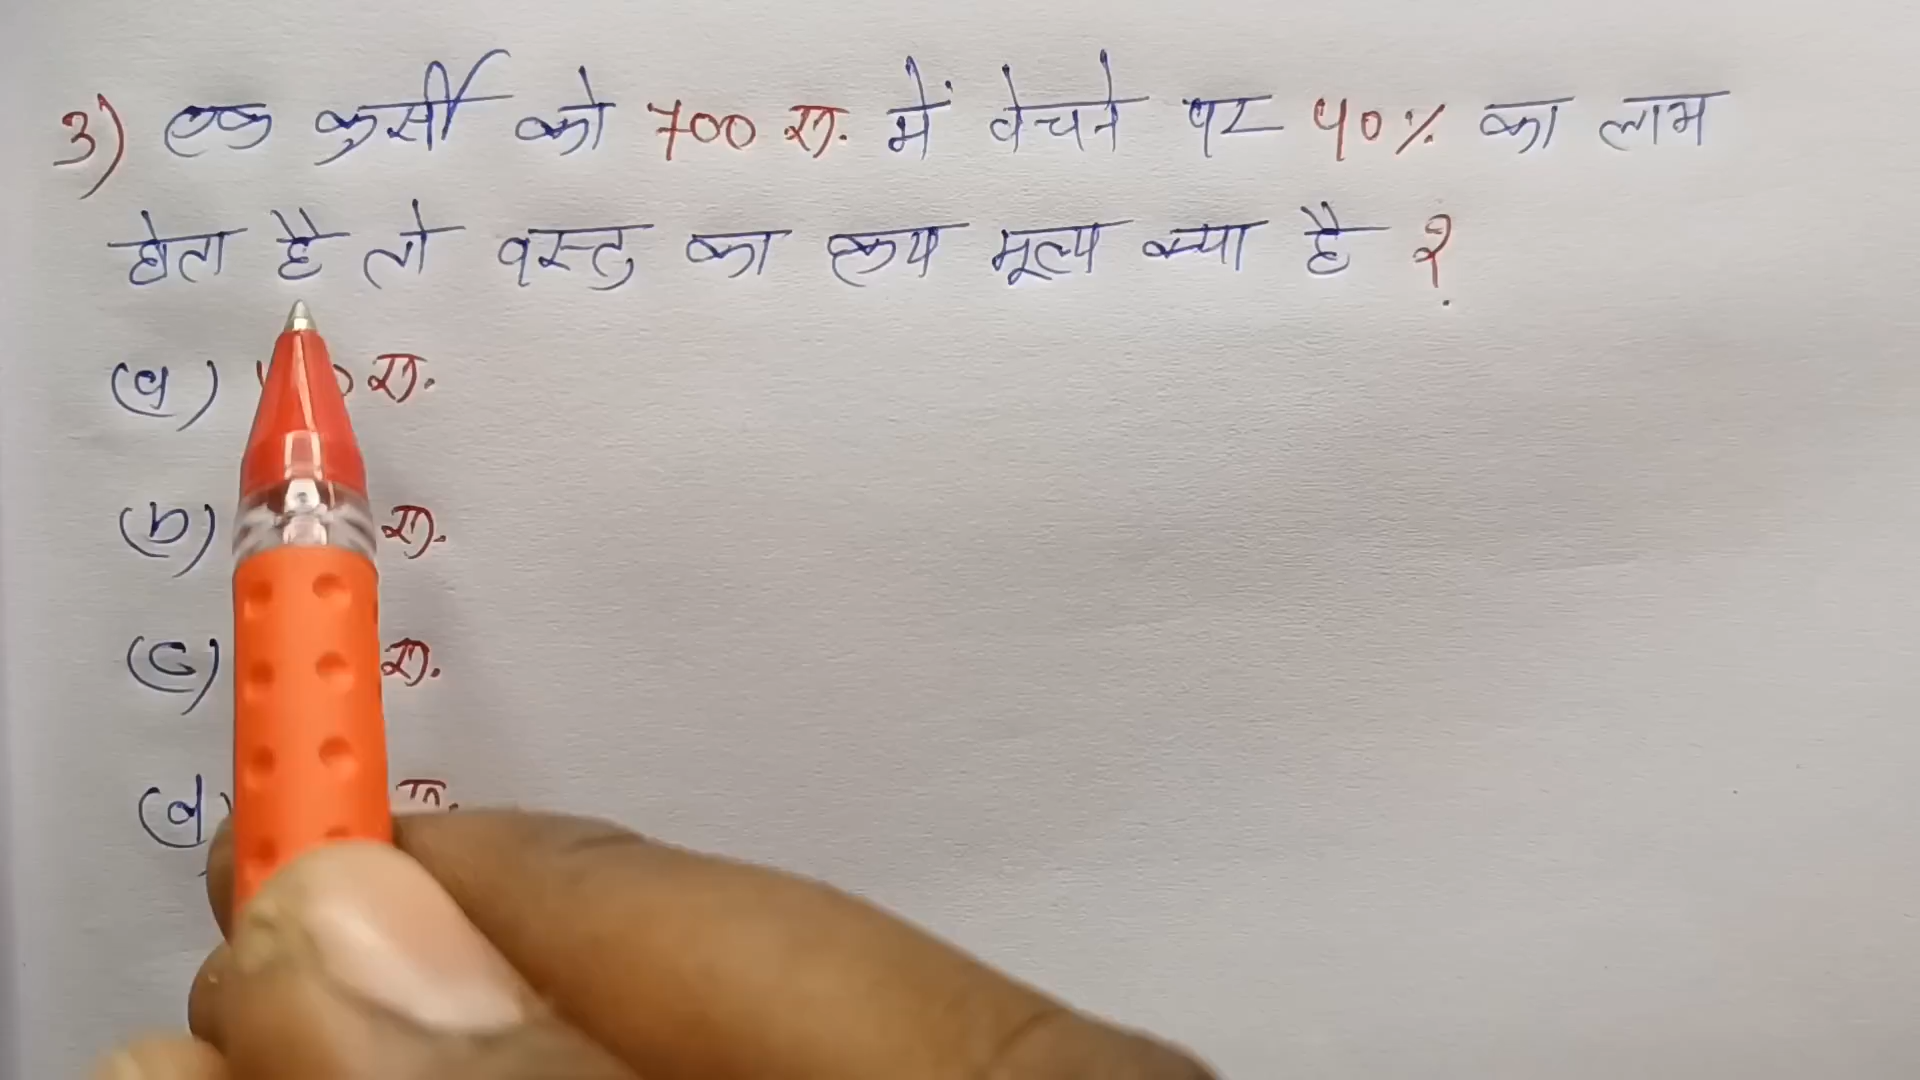 3) एक कुर्सी को 700 रु. में बेचने पर 40% का लाभ
होता है तो वस्तु का क्रय मूल्य क्या है ?
(a) रु.
(b) रु.
(c) रु.
(d) रु.